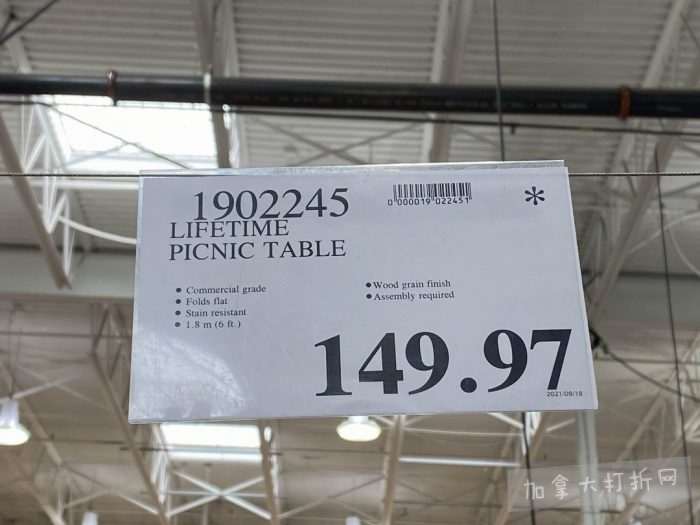 1902245
0 000019 022451
*
LIFETIME
PICNIC TABLE
● Commercial grade
● Folds flat
● Stain resistant
● 1.8 m (6 ft.)
● Wood grain finish
● Assembly required
149.97
2021/09/18
加拿大打折网